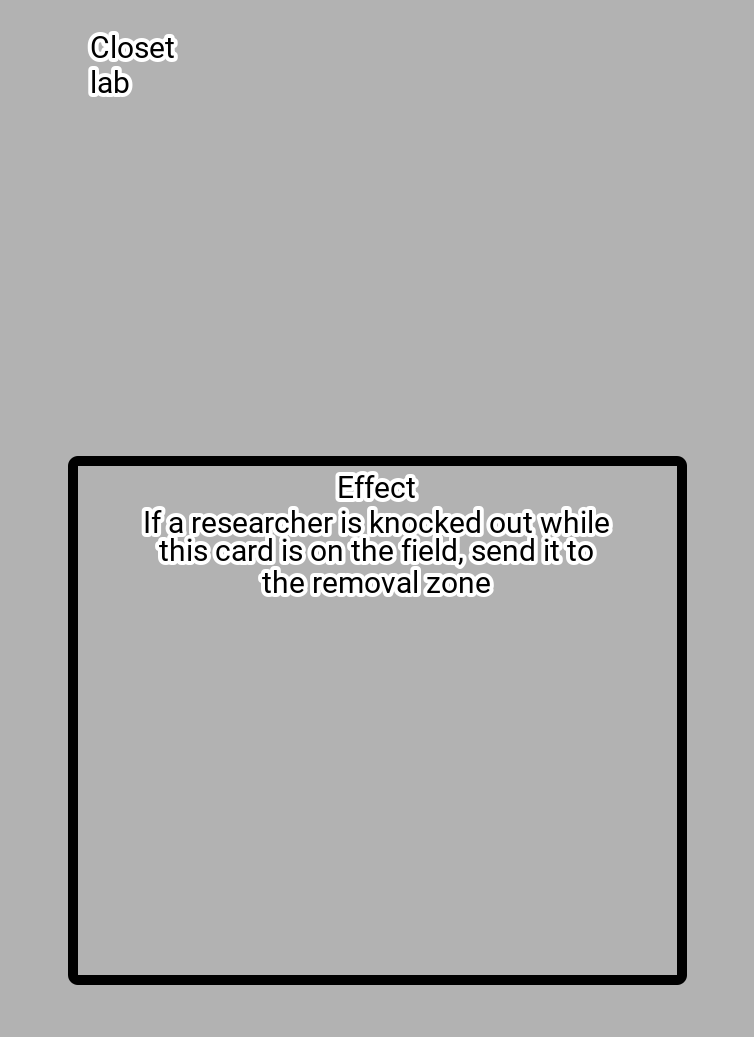 Closet
lab
Effect
If a researcher is knocked out while
this card is on the field, send it to
the removal zone